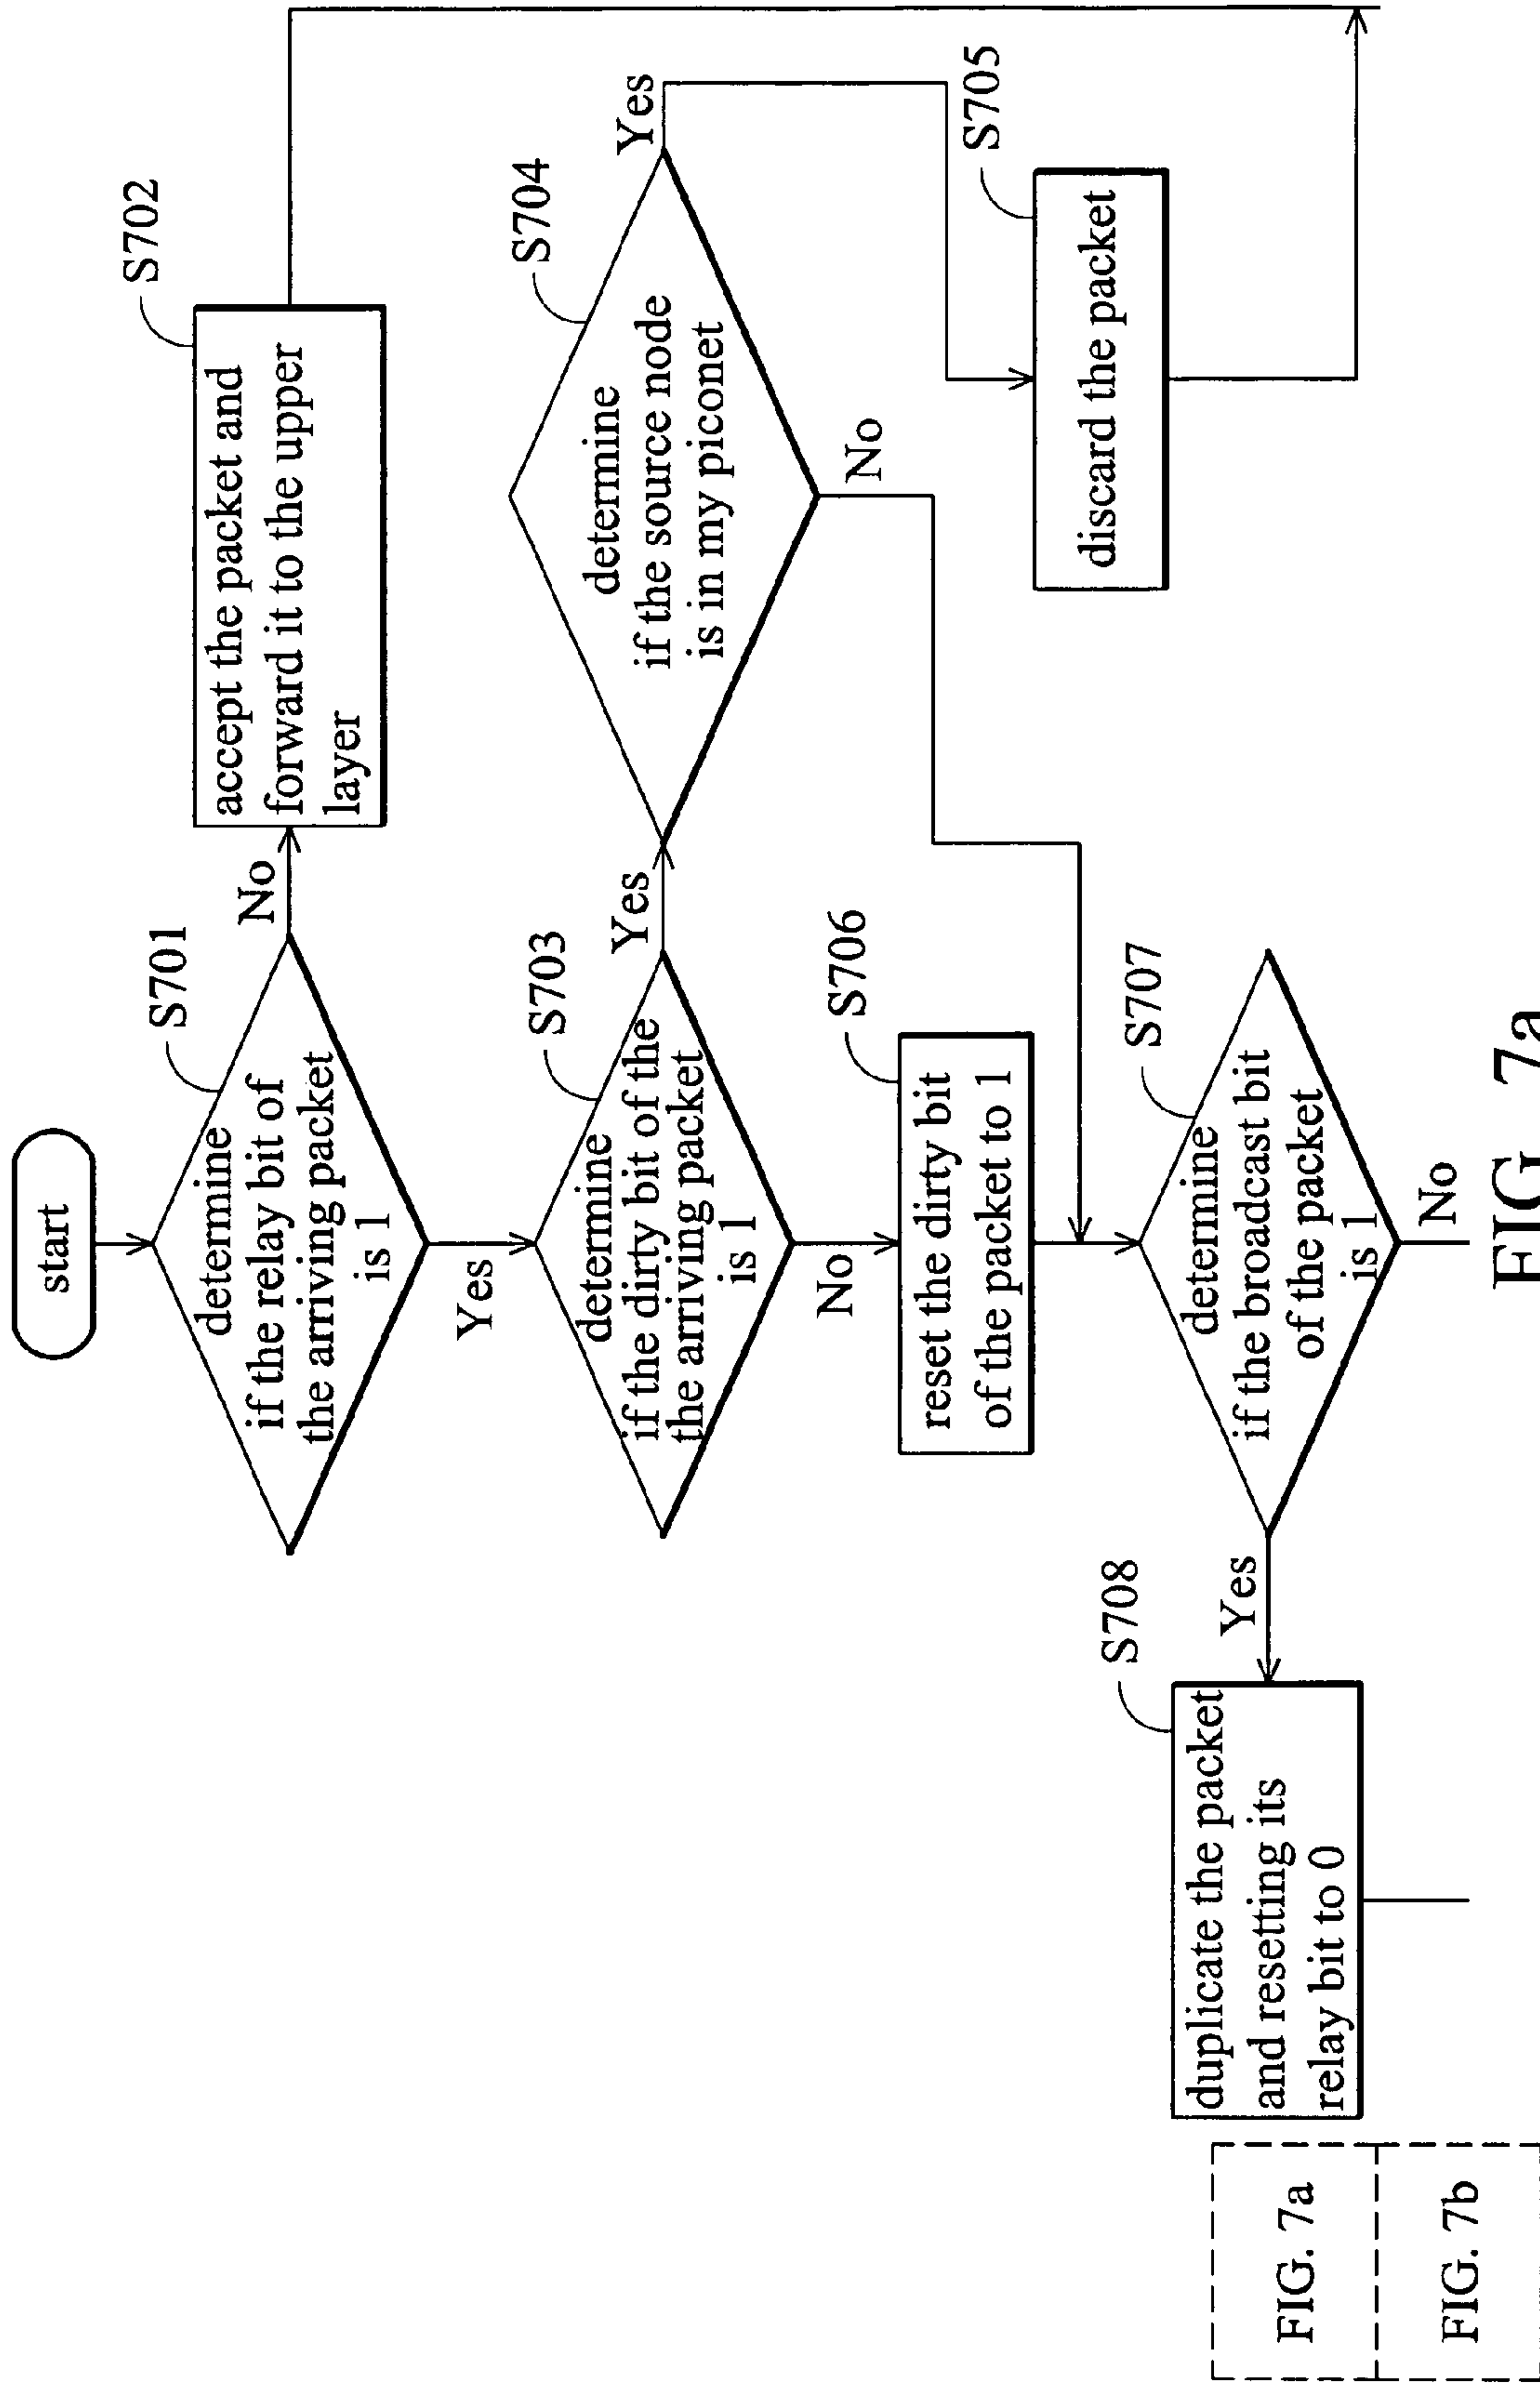 start
S701
determine
if the relay bit of
the arriving packet
is 1
No
S702
accept the packet and
forward it to the upper
layer
Yes
S703
determine
if the dirty bit of the
the arriving packet
is 1
Yes
S704
determine
if the source node
is in my piconet
Yes
No
S705
discard the packet
No
S706
reset the dirty bit
of the packet to 1
S707
determine
if the broadcast bit
of the packet
is 1
Yes
No
S708
duplicate the packet
and resetting its
relay bit to 0
FIG. 7a
FIG. 7b
FIG. 7a